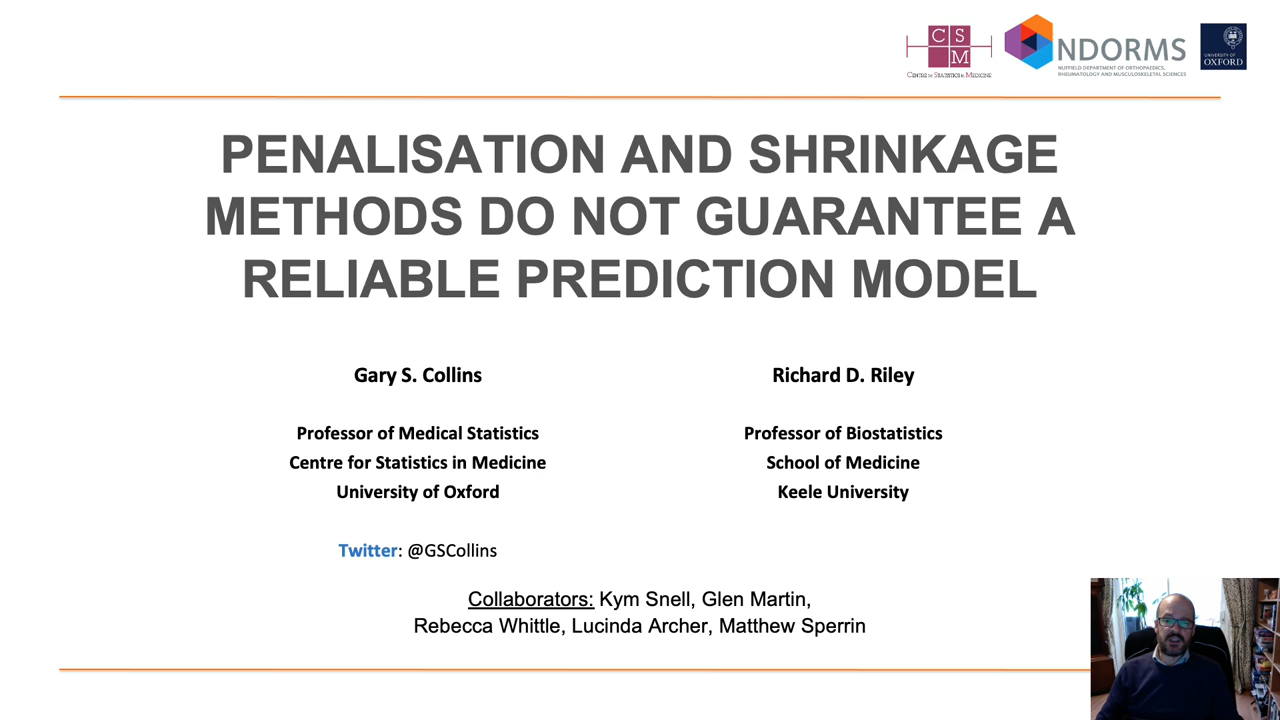 CSM
CENTRE for STATISTICS in MEDICINE
NDORMS
NUFFIELD DEPARTMENT OF ORTHOPAEDICS,
RHEUMATOLOGY AND MUSCULOSKELETAL SCIENCES
UNIVERSITY OF
OXFORD
PENALISATION AND SHRINKAGE
METHODS DO NOT GUARANTEE A
RELIABLE PREDICTION MODEL
Gary S. Collins
Professor of Medical Statistics
Centre for Statistics in Medicine
University of Oxford
Twitter: @GSCollins
Richard D. Riley
Professor of Biostatistics
School of Medicine
Keele University
Collaborators: Kym Snell, Glen Martin,
Rebecca Whittle, Lucinda Archer, Matthew Sperrin